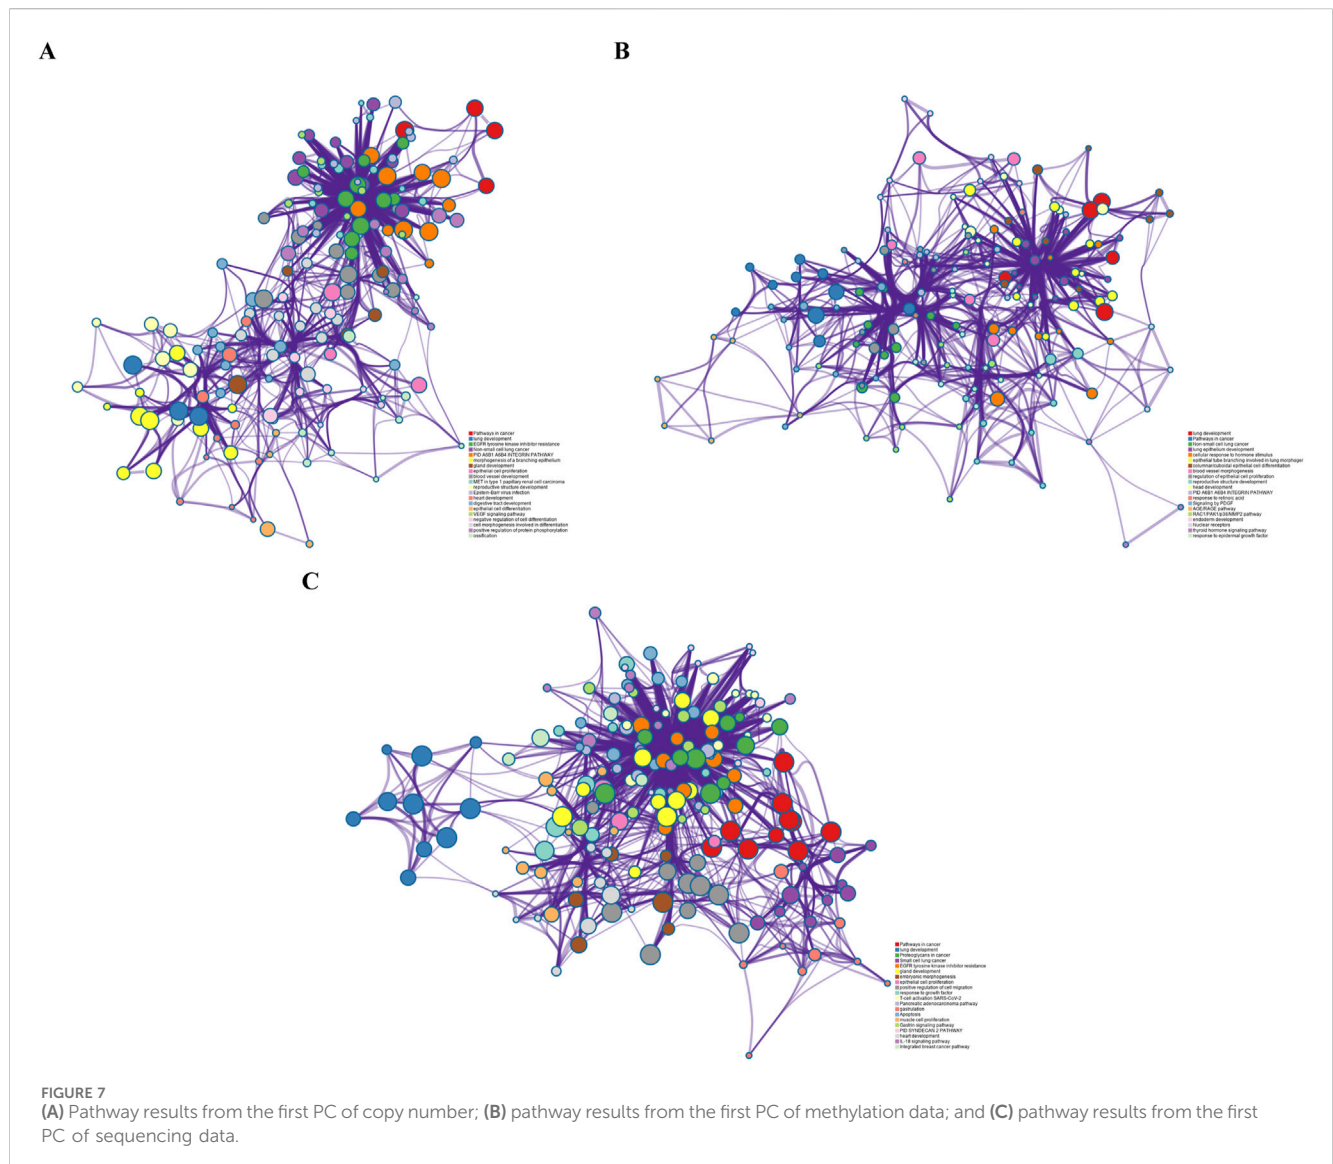 A
B
Pathways in cancer
lung development
EGFR tyrosine kinase inhibitor resistance
Non-small cell lung cancer
PID A6B1 A6B4 INTEGRIN PATHWAY
morphogenesis of a branching epithelium
gland development
epithelial cell proliferation
blood vessel development
MET in type 1 papillary renal cell carcinoma
reproductive structure development
Epstein-Barr virus infection
heart development
digestive tract development
epithelial cell differentiation
VEGF signaling pathway
negative regulation of cell differentiation
cell morphogenesis involved in differentiation
positive regulation of protein phosphorylation
ossification
lung development
Pathways in cancer
Non-small cell lung cancer
lung epithelium development
cellular response to hormone stimulus
epithelial tube branching involved in lung morphoger
columnar/cuboidal epithelial cell differentiation
blood vessel morphogenesis
regulation of epithelial cell proliferation
reproductive structure development
head development
PID A6B1 A6B4 INTEGRIN PATHWAY
response to retinoic acid
Signaling by PDGF
AGE/RAGE pathway
RAC1/PAK1/p38/MMP2 pathway
endoderm development
Nuclear receptors
thyroid hormone signaling pathway
response to epidermal growth factor
C
Pathways in cancer
lung development
Proteoglycans in cancer
Small cell lung cancer
EGFR tyrosine kinase inhibitor resistance
gland development
embryonic morphogenesis
epithelial cell proliferation
positive regulation of cell migration
response to growth factor
T-cell activation SARS-CoV-2
Pancreatic adenocarcinoma pathway
gastrulation
Apoptosis
muscle cell proliferation
Gastrin signaling pathway
PID SYNDECAN 2 PATHWAY
heart development
IL-18 signaling pathway
Integrated breast cancer pathway
FIGURE 7
(A) Pathway results from the first PC of copy number; (B) pathway results from the first PC of methylation data; and (C) pathway results from the first
PC of sequencing data.